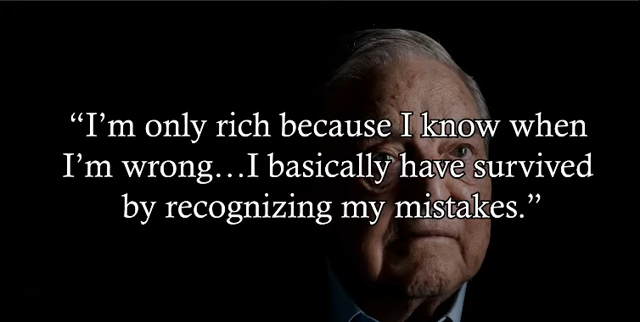 “I’m only rich because I know when
I’m wrong…I basically have survived
by recognizing my mistakes.”